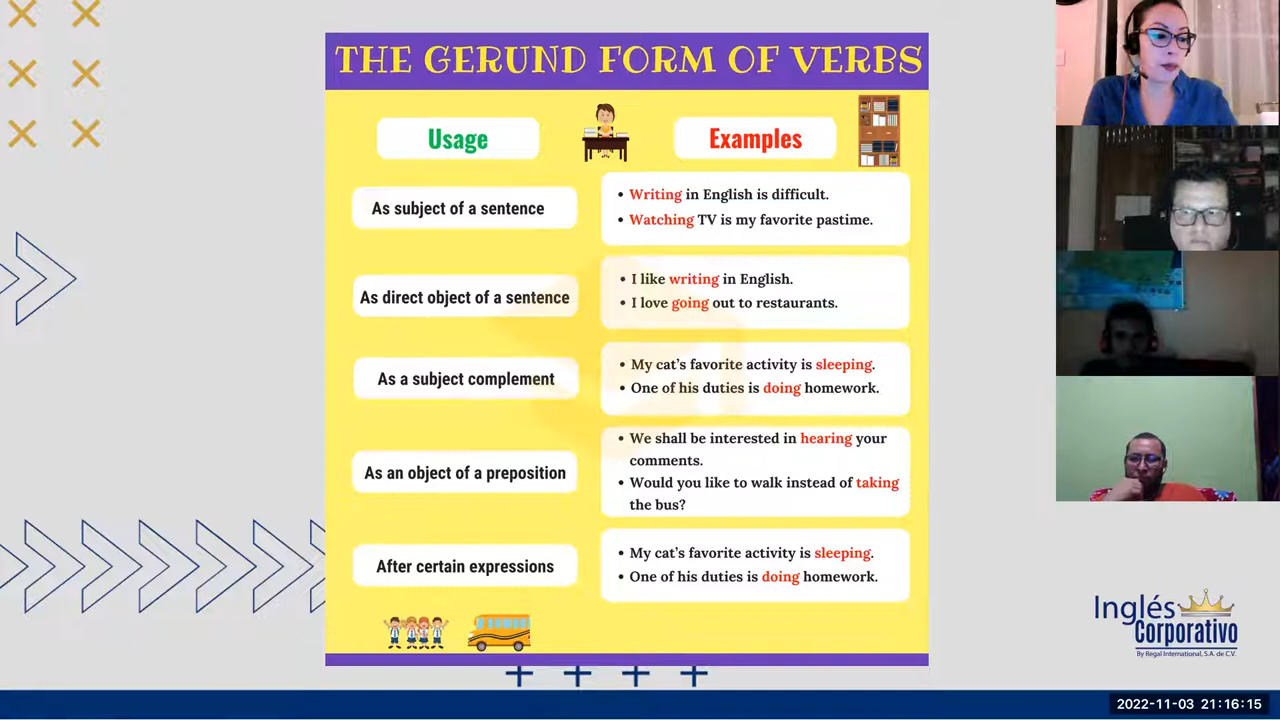 THE GERUND FORM OF VERBS
Usage
Examples
As subject of a sentence
• Writing in English is difficult.
• Watching TV is my favorite pastime.
As direct object of a sentence
• I like writing in English.
• I love going out to restaurants.
As a subject complement
• My cat's favorite activity is sleeping.
• One of his duties is doing homework.
As an object of a preposition
• We shall be interested in hearing your
comments.
• Would you like to walk instead of taking
the bus?
After certain expressions
• My cat's favorite activity is sleeping.
• One of his duties is doing homework.
Inglés
Corporativo
By Regal International, S.A. de C.V.
2022-11-03 21:16:15